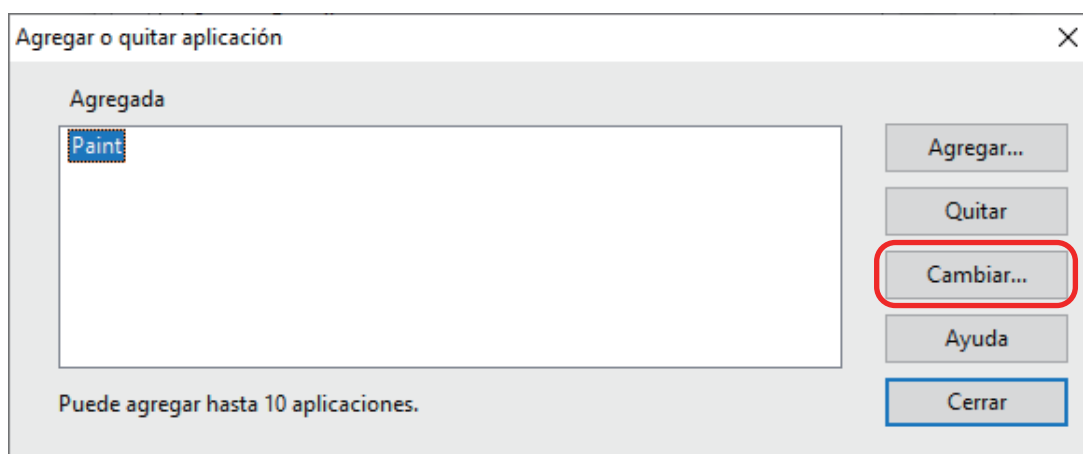 Agregar o quitar aplicación
Agregada
Paint
Agregar...
Quitar
Cambiar...
Ayuda
Cerrar
Puede agregar hasta 10 aplicaciones.